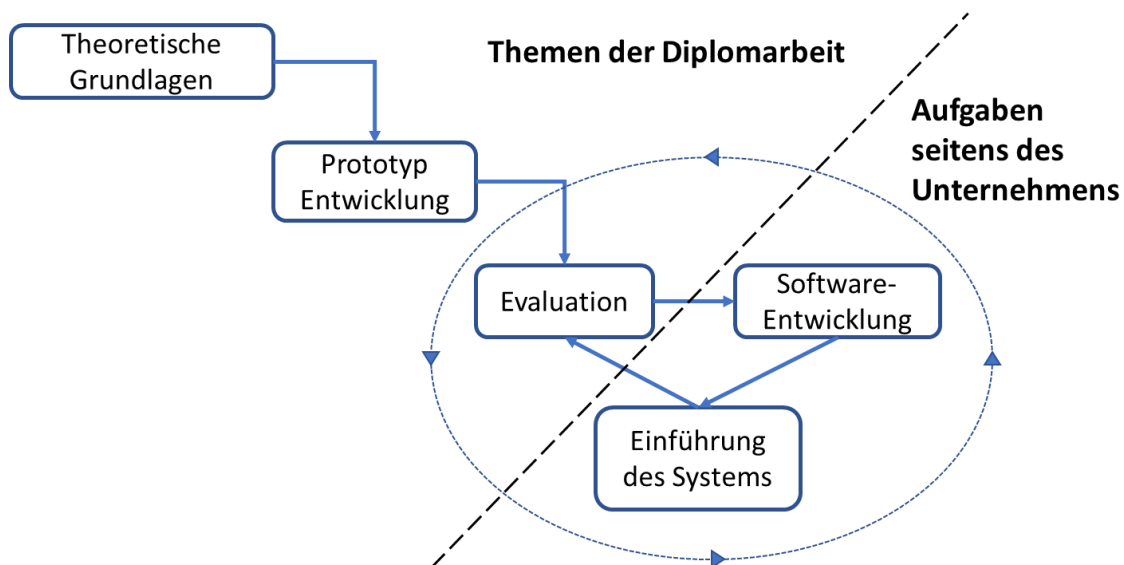 Theoretische
Grundlagen
Themen der Diplomarbeit
Aufgaben
seitens des
Unternehmens
Prototyp
Entwicklung
Evaluation
Software-
Entwicklung
Einführung
des Systems